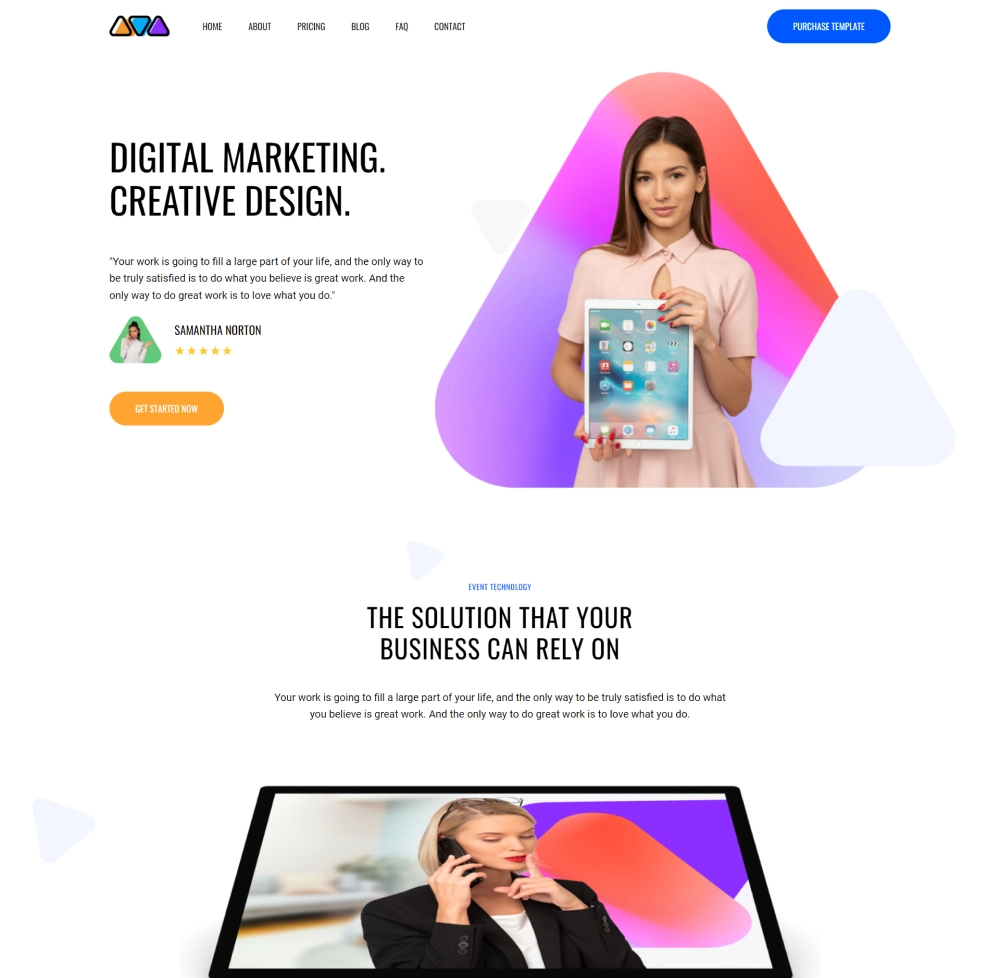 HOME ABOUT PRICING BLOG FAQ CONTACT PURCHASE TEMPLATE
DIGITAL MARKETING.
CREATIVE DESIGN.
"Your work is going to fill a large part of your life, and the only way to
be truly satisfied is to do what you believe is great work. And the
only way to do great work is to love what you do."
SAMANTHA NORTON
GET STARTED NOW
EVENT TECHNOLOGY
THE SOLUTION THAT YOUR
BUSINESS CAN RELY ON
Your work is going to fill a large part of your life, and the only way to be truly satisfied is to do what
you believe is great work. And the only way to do great work is to love what you do.